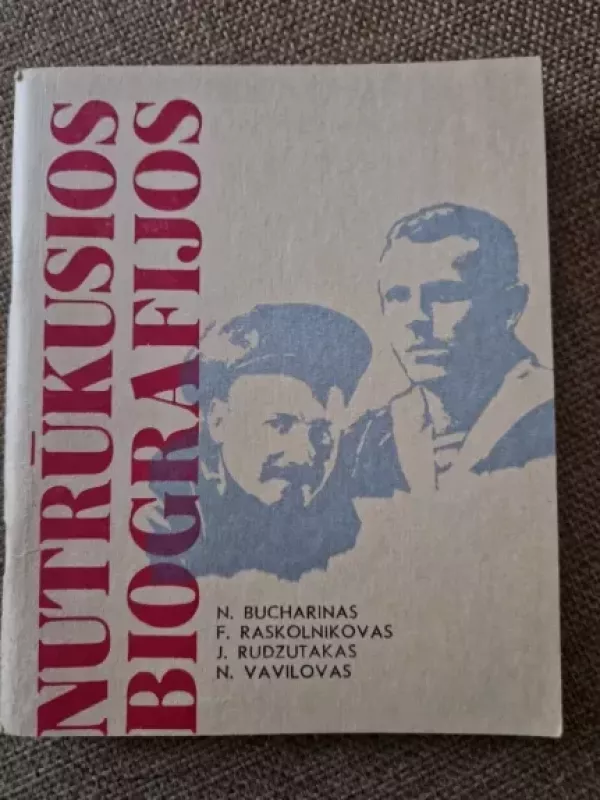 NUTRŪKUSIOS
BIOGRAFIJOS
N. BUCHARINAS
F. RASKOLNIKOVAS
J. RUDZUTAKAS
N. VAVILOVAS